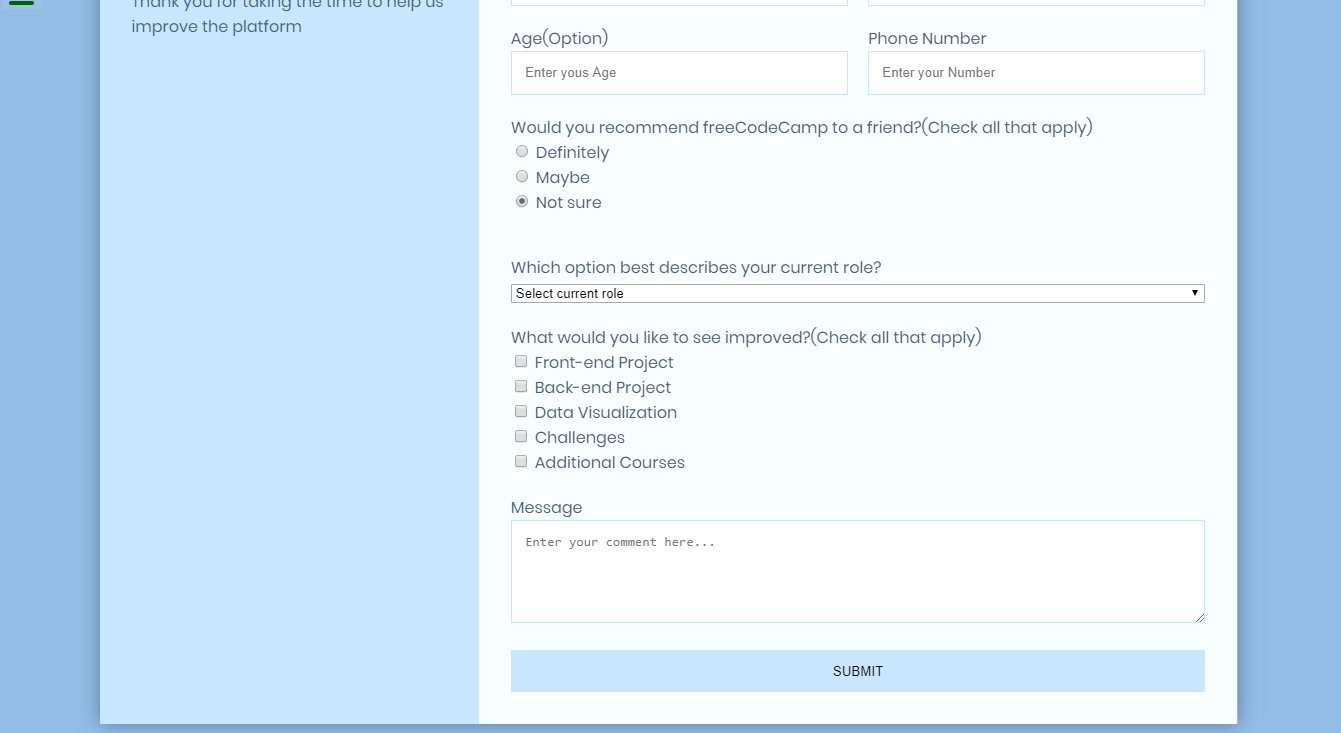 Thank you for taking the time to help us
improve the platform
Age(Option)
Phone Number
Enter yous Age
Enter your Number
Would you recommend freeCodeCamp to a friend?(Check all that apply)
Definitely
Maybe
Not sure
Which option best describes your current role?
Select current role
What would you like to see improved?(Check all that apply)
Front-end Project
Back-end Project
Data Visualization
Challenges
Additional Courses
Message
Enter your comment here...
SUBMIT